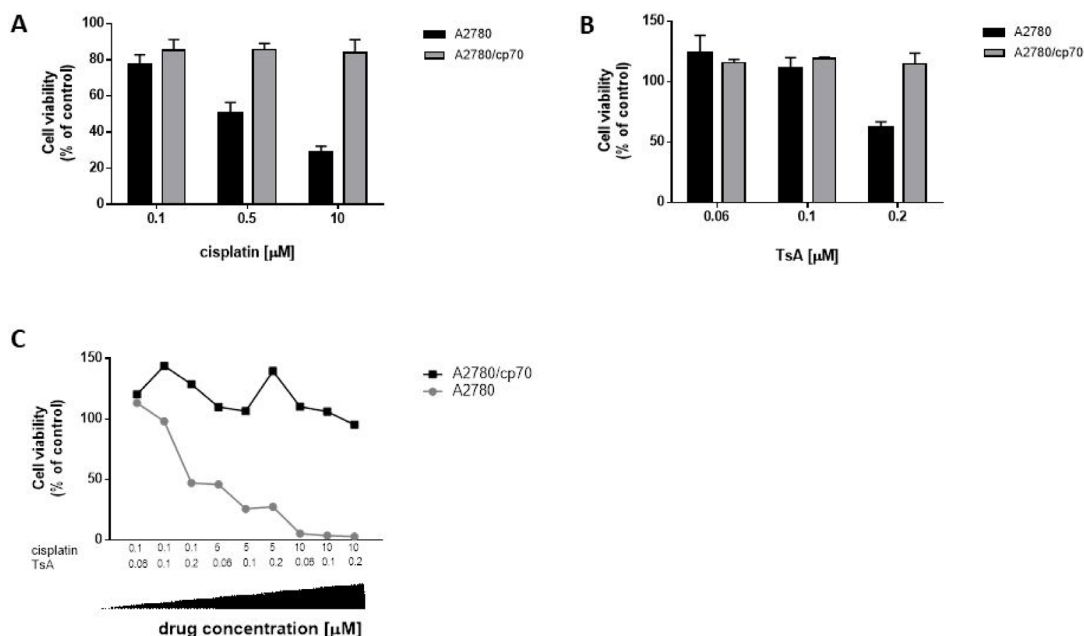 A
Cell viability
(% of control)
100
80
60
40
20
0
0.1 0.5 10
cisplatin [μM]
A2780
A2780/cp70
B
Cell viability
(% of control)
150
100
50
0
0.06 0.1 0.2
TsA [μM]
A2780
A2780/cp70
C
Cell viability
(% of control)
150
100
50
0
A2780/cp70
A2780
cisplatin 0.1 0.1 0.1 5 5 5 10 10 10
TsA 0.06 0.1 0.2 0.06 0.1 0.2 0.06 0.1 0.2
drug concentration [μM]